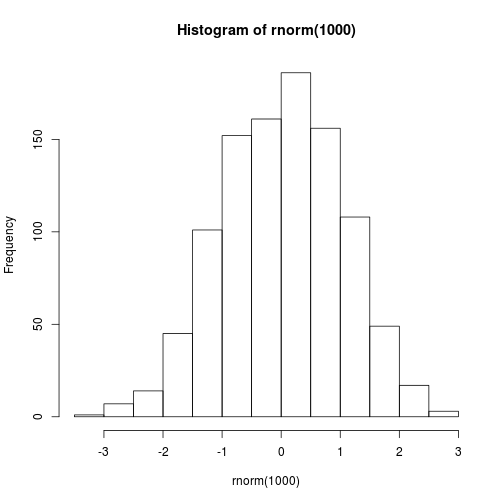 Histogram of rnorm(1000)
150
100
50
0
Frequency
-3 -2 -1 0 1 2 3
rnorm(1000)